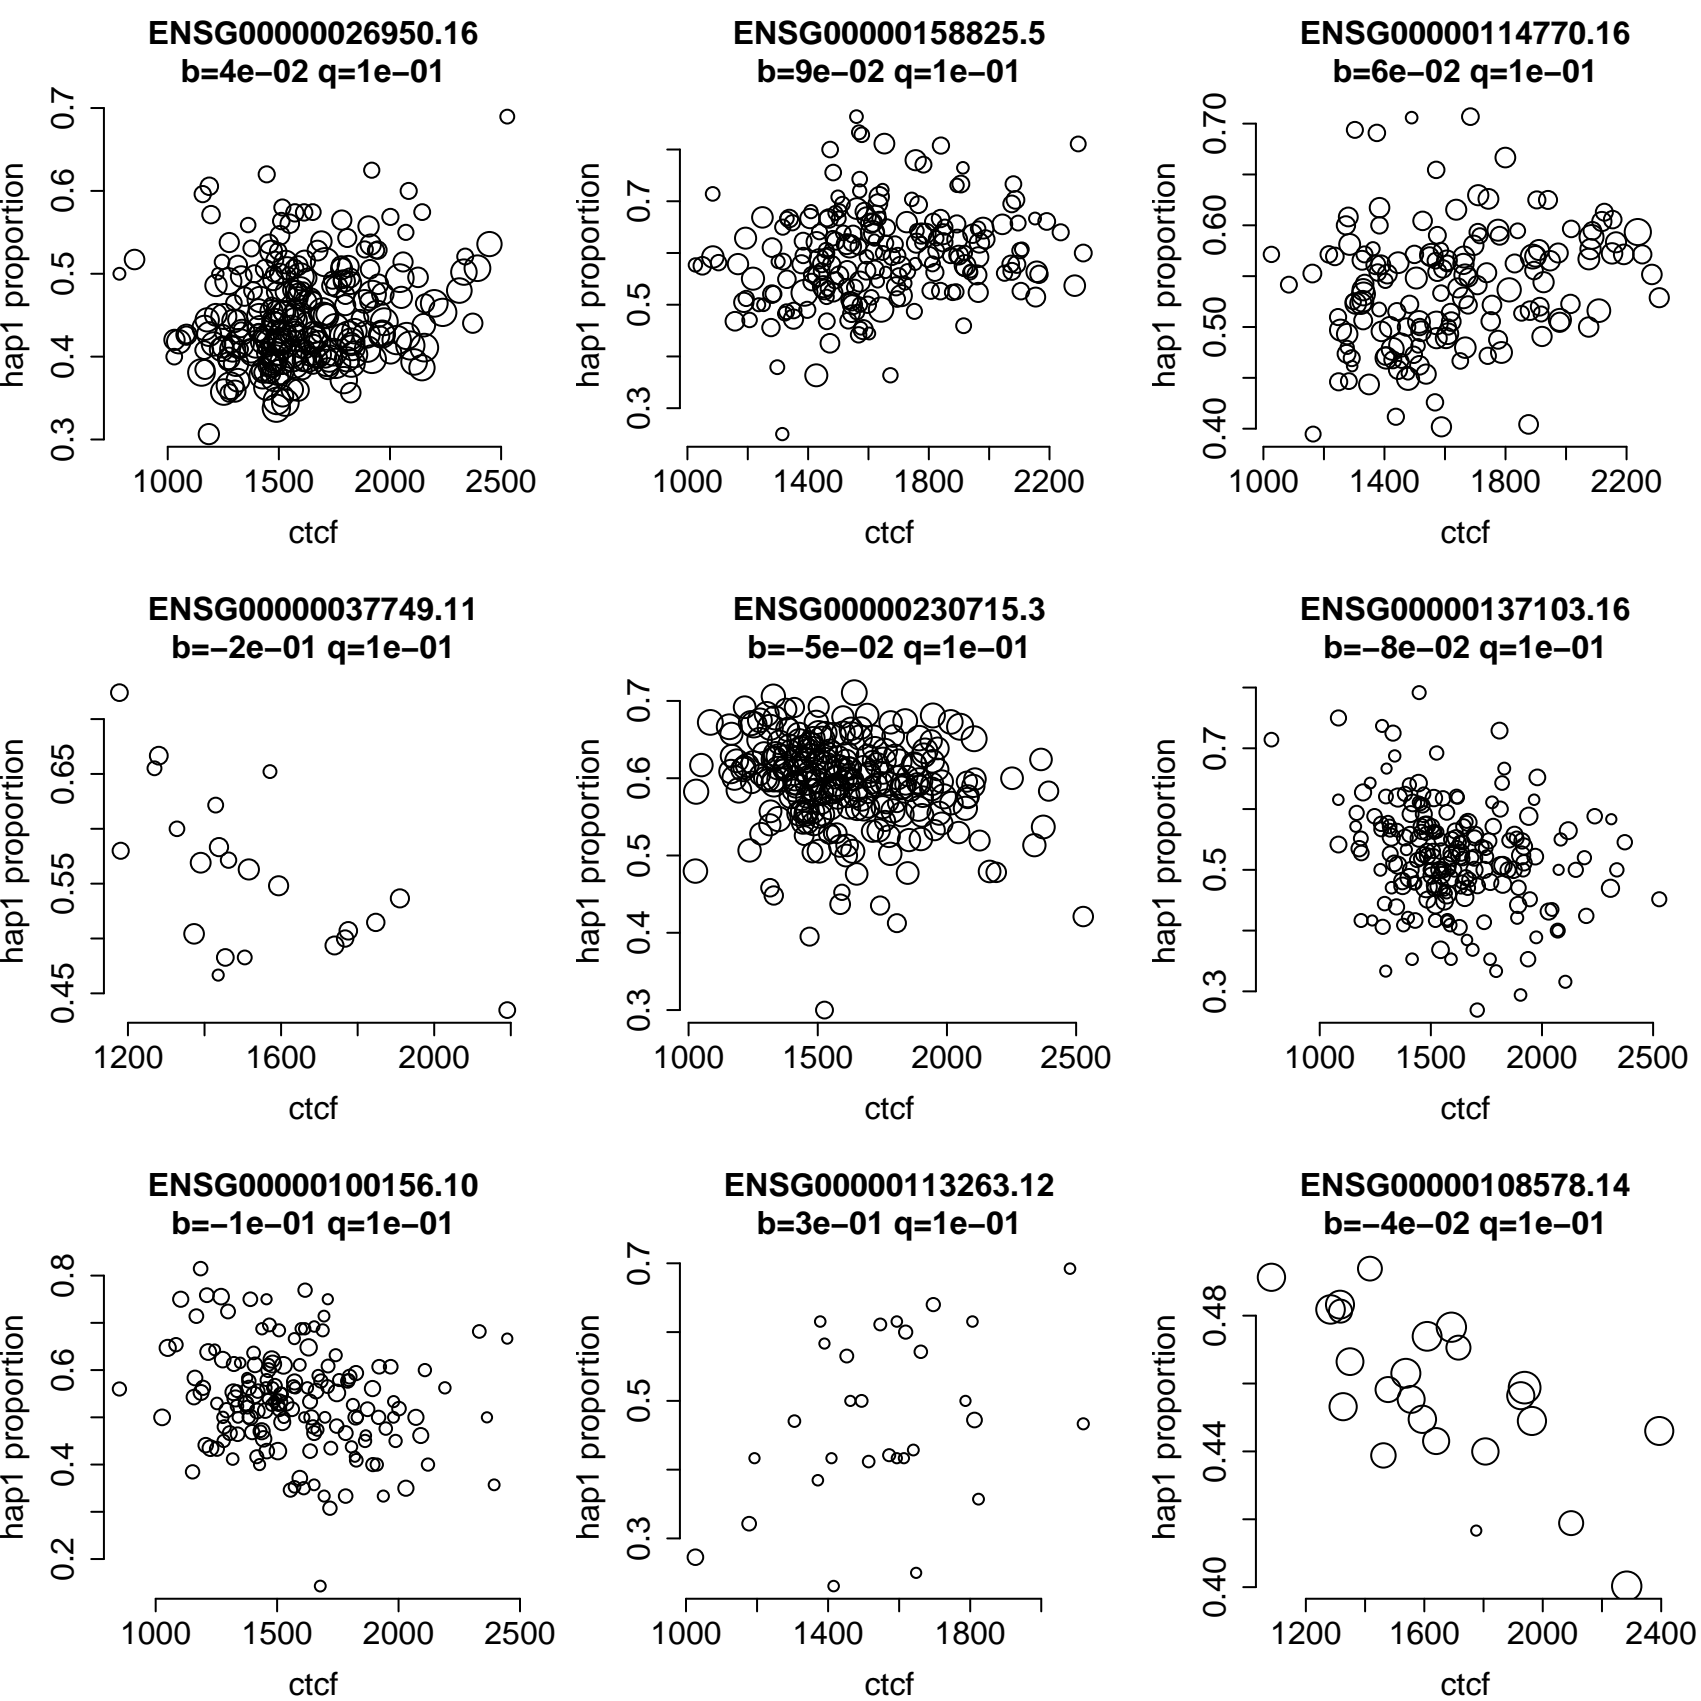 ENSG00000026950.16
b=4e−02 q=1e−01
hap1 proportion
0.3 0.4 0.5 0.6 0.7
1000 1500 2000 2500
ctcf
ENSG00000158825.5
b=9e−02 q=1e−01
hap1 proportion
0.3 0.5 0.7
1000 1400 1800 2200
ctcf
ENSG00000114770.16
b=6e−02 q=1e−01
hap1 proportion
0.40 0.50 0.60 0.70
1000 1400 1800 2200
ctcf
ENSG00000037749.11
b=−2e−01 q=1e−01
hap1 proportion
0.45 0.55 0.65
1200 1600 2000
ctcf
ENSG00000230715.3
b=−5e−02 q=1e−01
hap1 proportion
0.3 0.4 0.5 0.6 0.7
1000 1500 2000 2500
ctcf
ENSG00000137103.16
b=−8e−02 q=1e−01
hap1 proportion
0.3 0.5 0.7
1000 1500 2000 2500
ctcf
ENSG00000100156.10
b=−1e−01 q=1e−01
hap1 proportion
0.2 0.4 0.6 0.8
1000 1500 2000 2500
ctcf
ENSG00000113263.12
b=3e−01 q=1e−01
hap1 proportion
0.3 0.5 0.7
1000 1400 1800
ctcf
ENSG00000108578.14
b=−4e−02 q=1e−01
hap1 proportion
0.40 0.44 0.48
1200 1600 2000 2400
ctcf